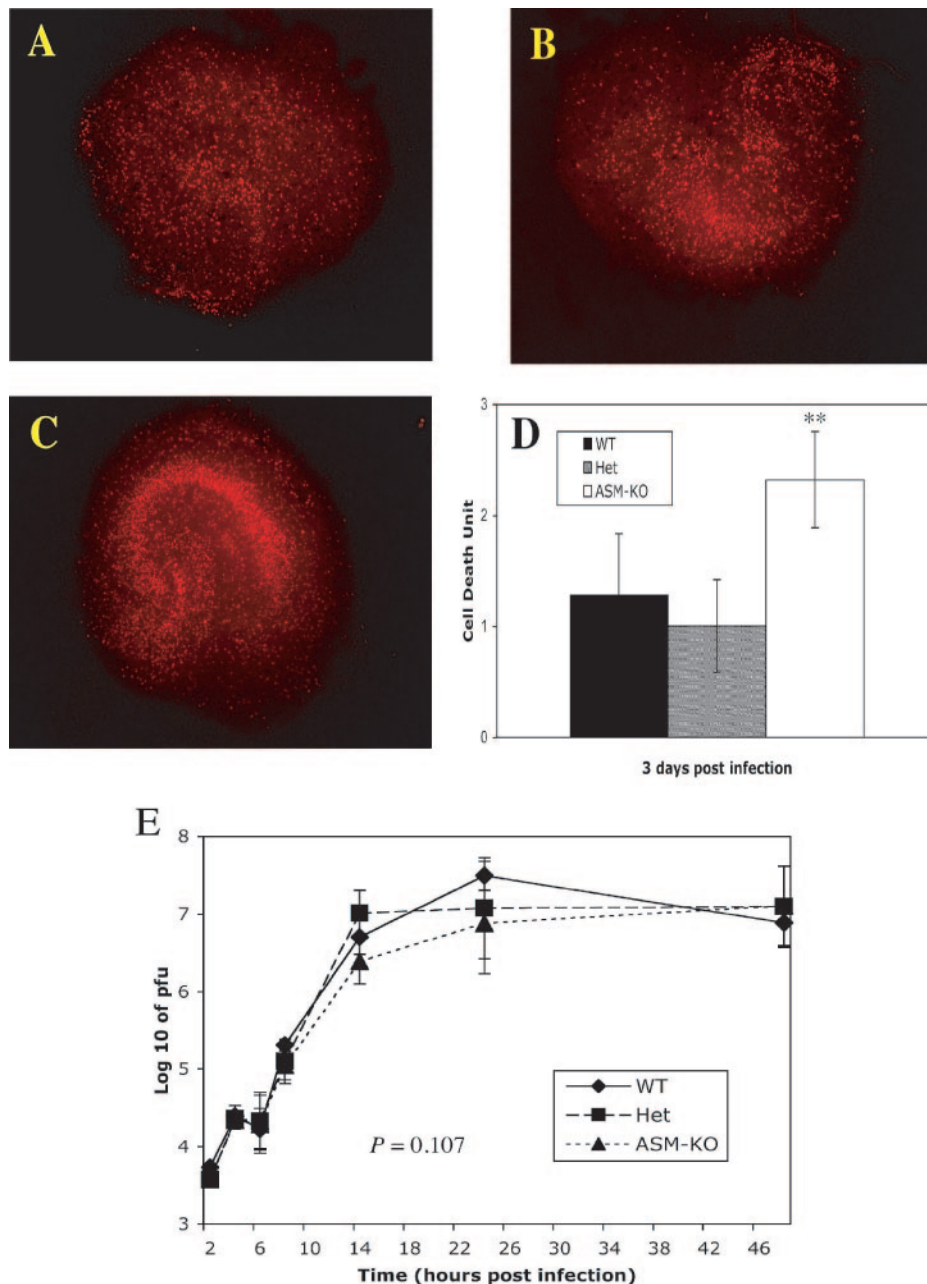 A
B
C
D
3
2
1
0
Cell Death Unit
WT
Het
ASM-KO
**
3 days post infection
E
8
7
6
5
4
3
Log 10 of pfu
WT
Het
ASM-KO
P = 0.107
2 6 10 14 18 22 26 30 34 38 42 46
Time (hours post infection)